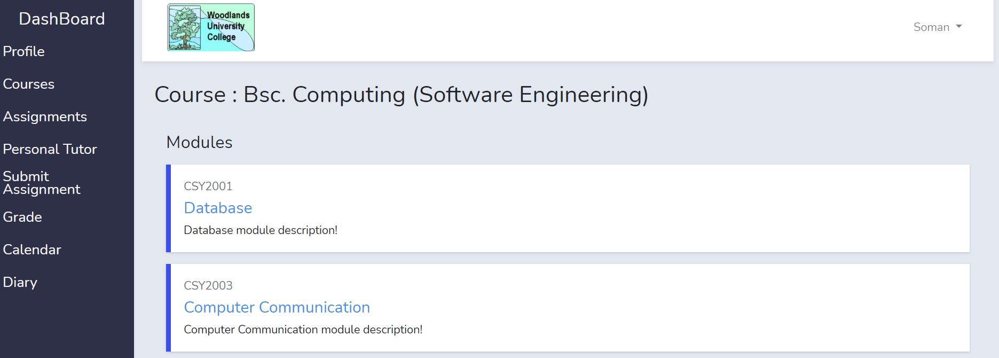 DashBoard
Profile
Courses
Assignments
Personal Tutor
Submit
Assignment
Grade
Calendar
Diary
Woodlands
University
College
Soman
Course : Bsc. Computing (Software Engineering)
Modules
CSY2001
Database
Database module description!
CSY2003
Computer Communication
Computer Communication module description!